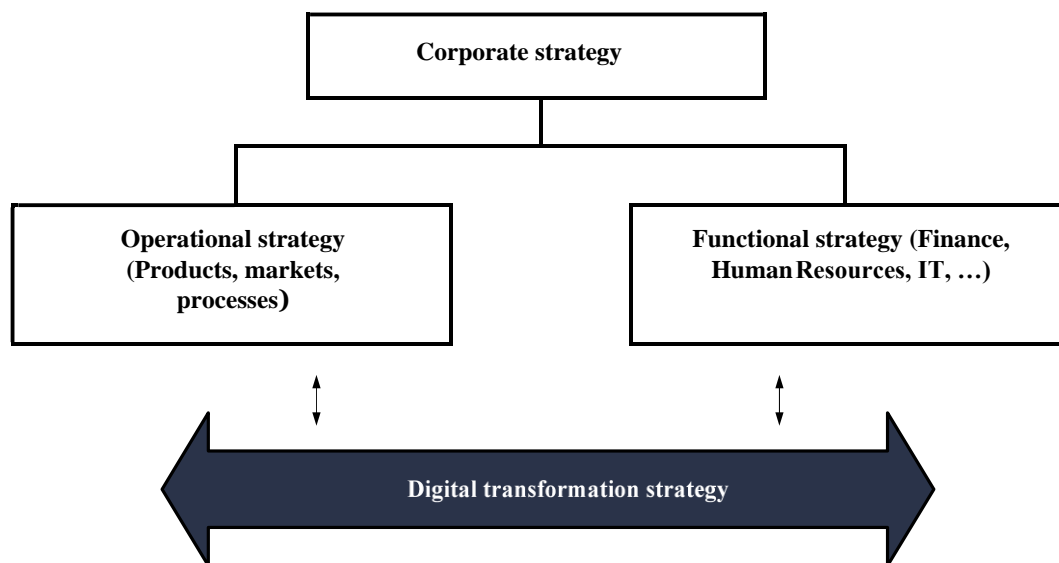 Corporate strategy
Operational strategy
(Products, markets,
processes)
Functional strategy (Finance,
Human Resources, IT, …)
Digital transformation strategy